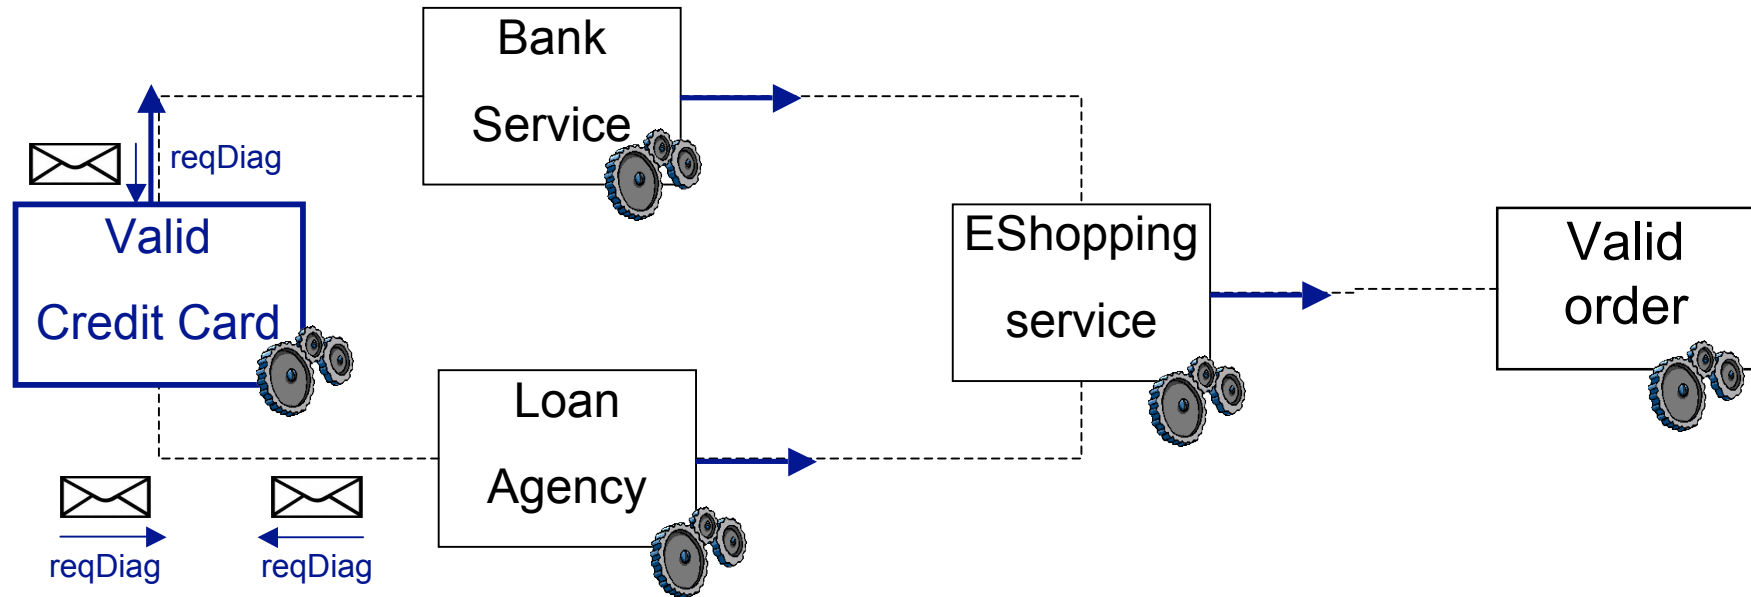 Bank
Service
reqDiag
Valid
Credit Card
EShopping
service
Valid
order
Loan
Agency
reqDiag
reqDiag